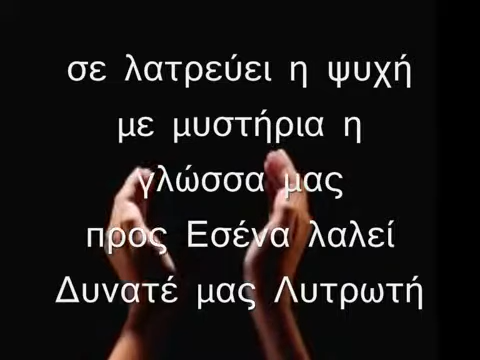 σε λατρεύει η ψυχή
με μυστήρια η
γλώσσα μας
προς Εσένα λαλεί
Δυνατέ μας Λυτρωτή